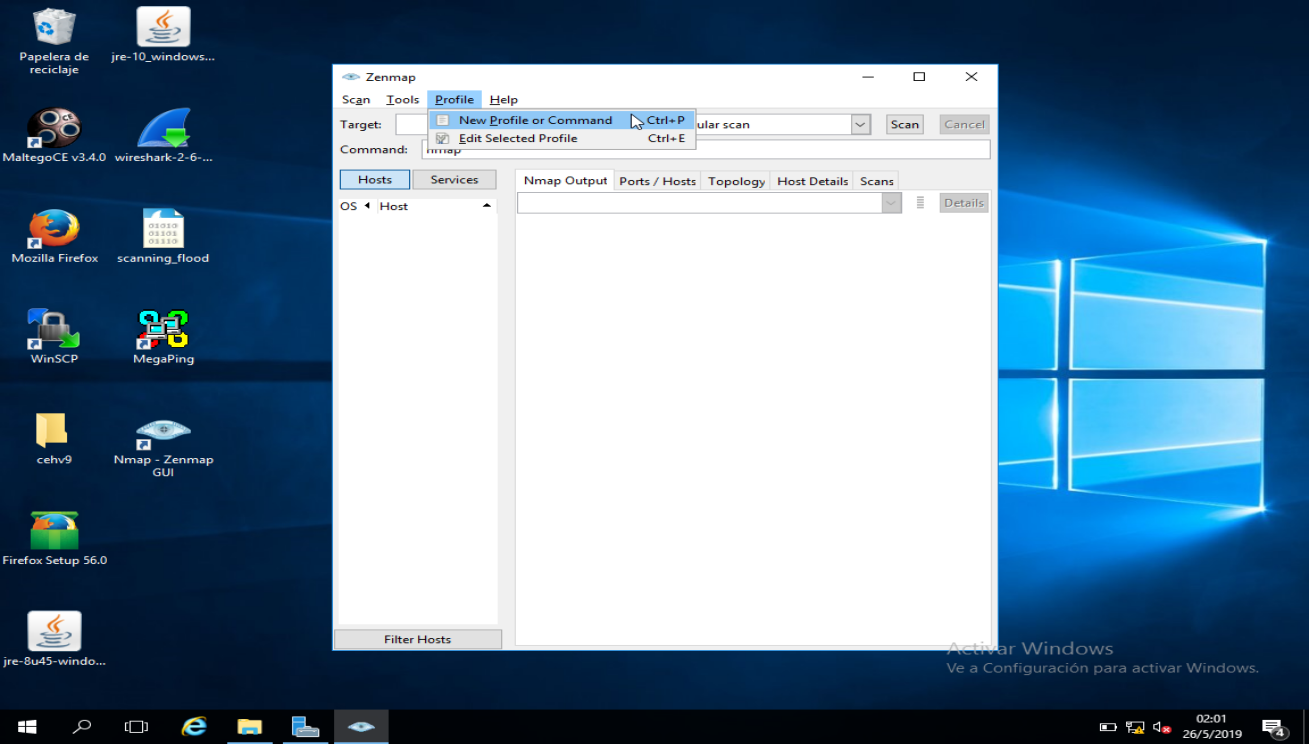 Papelera de
reciclaje
jre-10_windows...
MaltegoCE v3.4.0
wireshark-2-6-...
Mozilla Firefox
01010
01101
01110
scanning_flood
WinSCP
MegaPing
cehv9
Nmap - Zenmap
GUI
Firefox Setup 56.0
jre-8u45-windo...
Zenmap
Scan Tools Profile Help
New Profile or Command Ctrl+P
Edit Selected Profile Ctrl+E
Target: ular scan Scan Cancel
Command: nmap
Hosts Services
OS Host
Nmap Output Ports / Hosts Topology Host Details Scans
Details
Filter Hosts
Activar Windows
Ve a Configuración para activar Windows.
02:01
26/5/2019
4